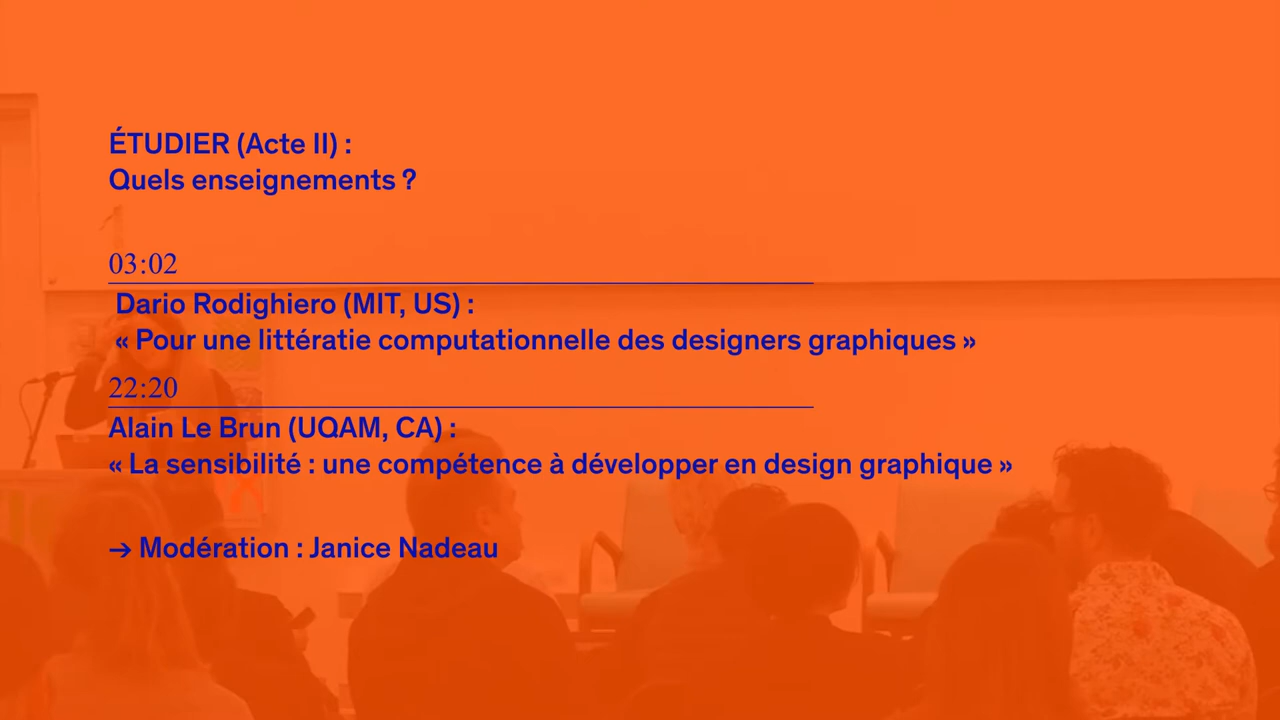 ÉTUDIER (Acte II) :
Quels enseignements ?
03:02
Dario Rodighiero (MIT, US) :
« Pour une littératie computationnelle des designers graphiques »
22:20
Alain Le Brun (UQAM, CA) :
« La sensibilité : une compétence à développer en design graphique »
→ Modération : Janice Nadeau